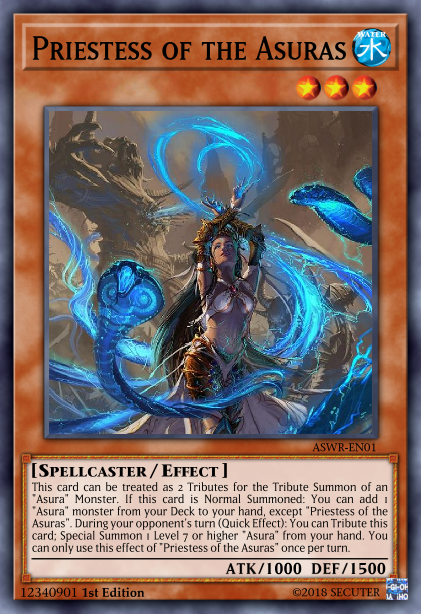 PRIESTESS OF THE ASURAS
WATER
水
ASWR-EN01
[SPELLCASTER / EFFECT]
This card can be treated as 2 Tributes for the Tribute Summon of an
"Asura" Monster. If this card is Normal Summoned: You can add 1
"Asura" monster from your Deck to your hand, except "Priestess of the
Asuras". During your opponent's turn (Quick Effect): You can Tribute this
card; Special Summon 1 Level 7 or higher "Asura" from your hand. You
can only use this effect of "Priestess of the Asuras" once per turn.
ATK/1000 DEF/1500
12340901 1st Edition
©2018 SECUTER